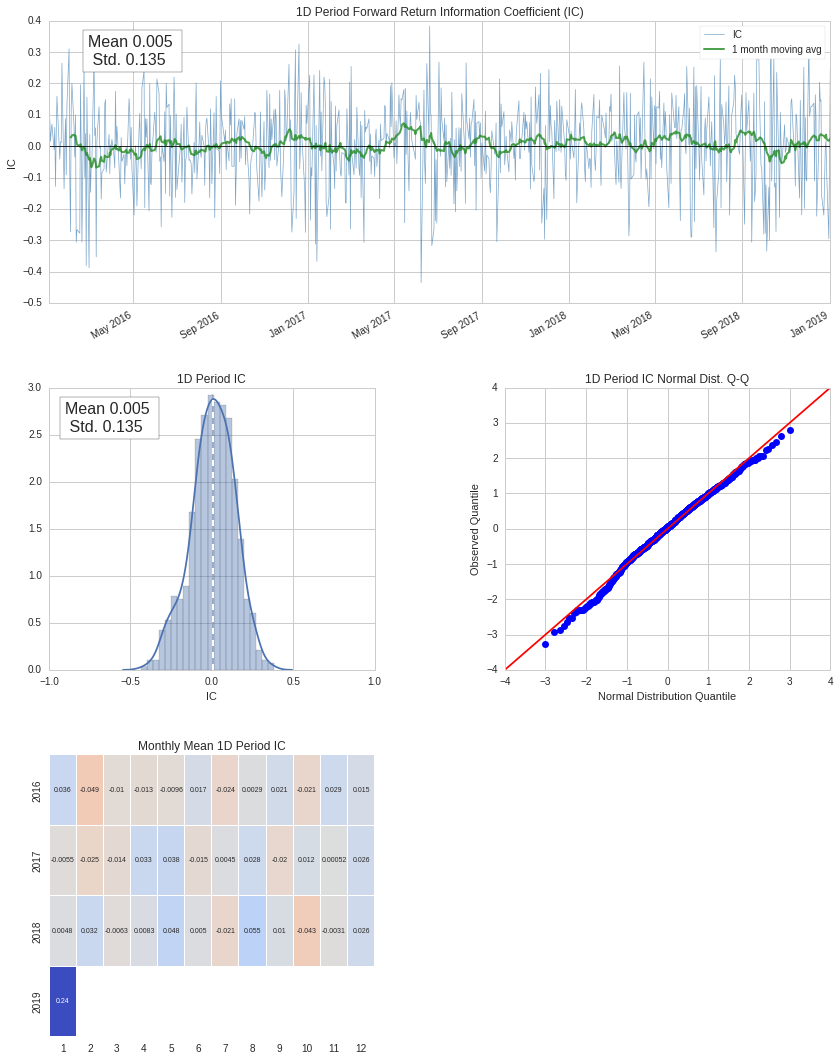 1D Period Forward Return Information Coefficient (IC)
Mean 0.005
Std. 0.135
IC
1 month moving avg
0.4
0.3
0.2
0.1
0.0
−0.1
−0.2
−0.3
−0.4
−0.5
IC
May 2016
Sep 2016
Jan 2017
May 2017
Sep 2017
Jan 2018
May 2018
Sep 2018
Jan 2019
1D Period IC
Mean 0.005
Std. 0.135
3.0
2.5
2.0
1.5
1.0
0.5
0.0
−1.0 −0.5 0.0 0.5 1.0
IC
1D Period IC Normal Dist. Q-Q
Observed Quantile
4
3
2
1
0
−1
−2
−3
−4
−4 −3 −2 −1 0 1 2 3 4
Normal Distribution Quantile
Monthly Mean 1D Period IC
2016 0.036 -0.049 -0.01 -0.013 -0.0096 0.017 -0.024 0.0029 0.021 -0.021 0.029 0.015
2017 -0.0055 -0.025 -0.014 0.033 0.038 -0.015 0.0045 0.028 -0.02 0.012 0.00052 0.026
2018 0.0048 0.032 -0.0063 0.0083 0.048 0.005 -0.021 0.055 0.01 -0.043 -0.0031 0.026
2019 0.24
1 2 3 4 5 6 7 8 9 10 11 12